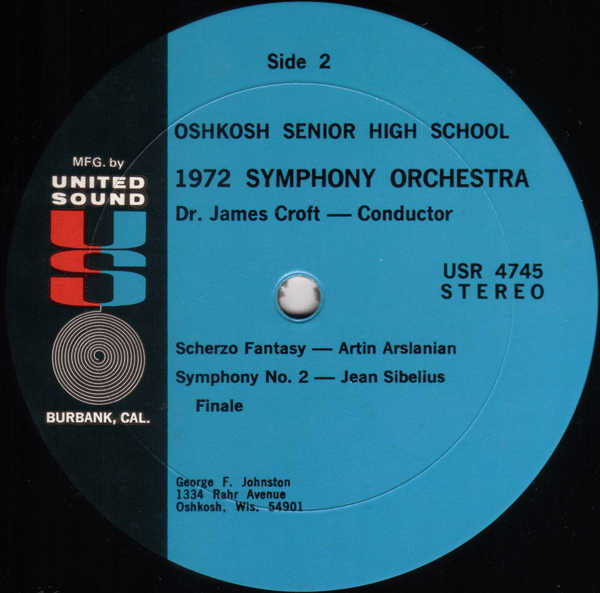 Side 2
OSHKOSH SENIOR HIGH SCHOOL
1972 SYMPHONY ORCHESTRA
Dr. James Croft — Conductor
MFG. by
UNITED
SOUND
US
BURBANK, CAL.
USR 4745
STEREO
Scherzo Fantasy — Artin Arslanian
Symphony No. 2 — Jean Sibelius
Finale
George F. Johnston
1334 Rahr Avenue
Oshkosh, Wis. 54901